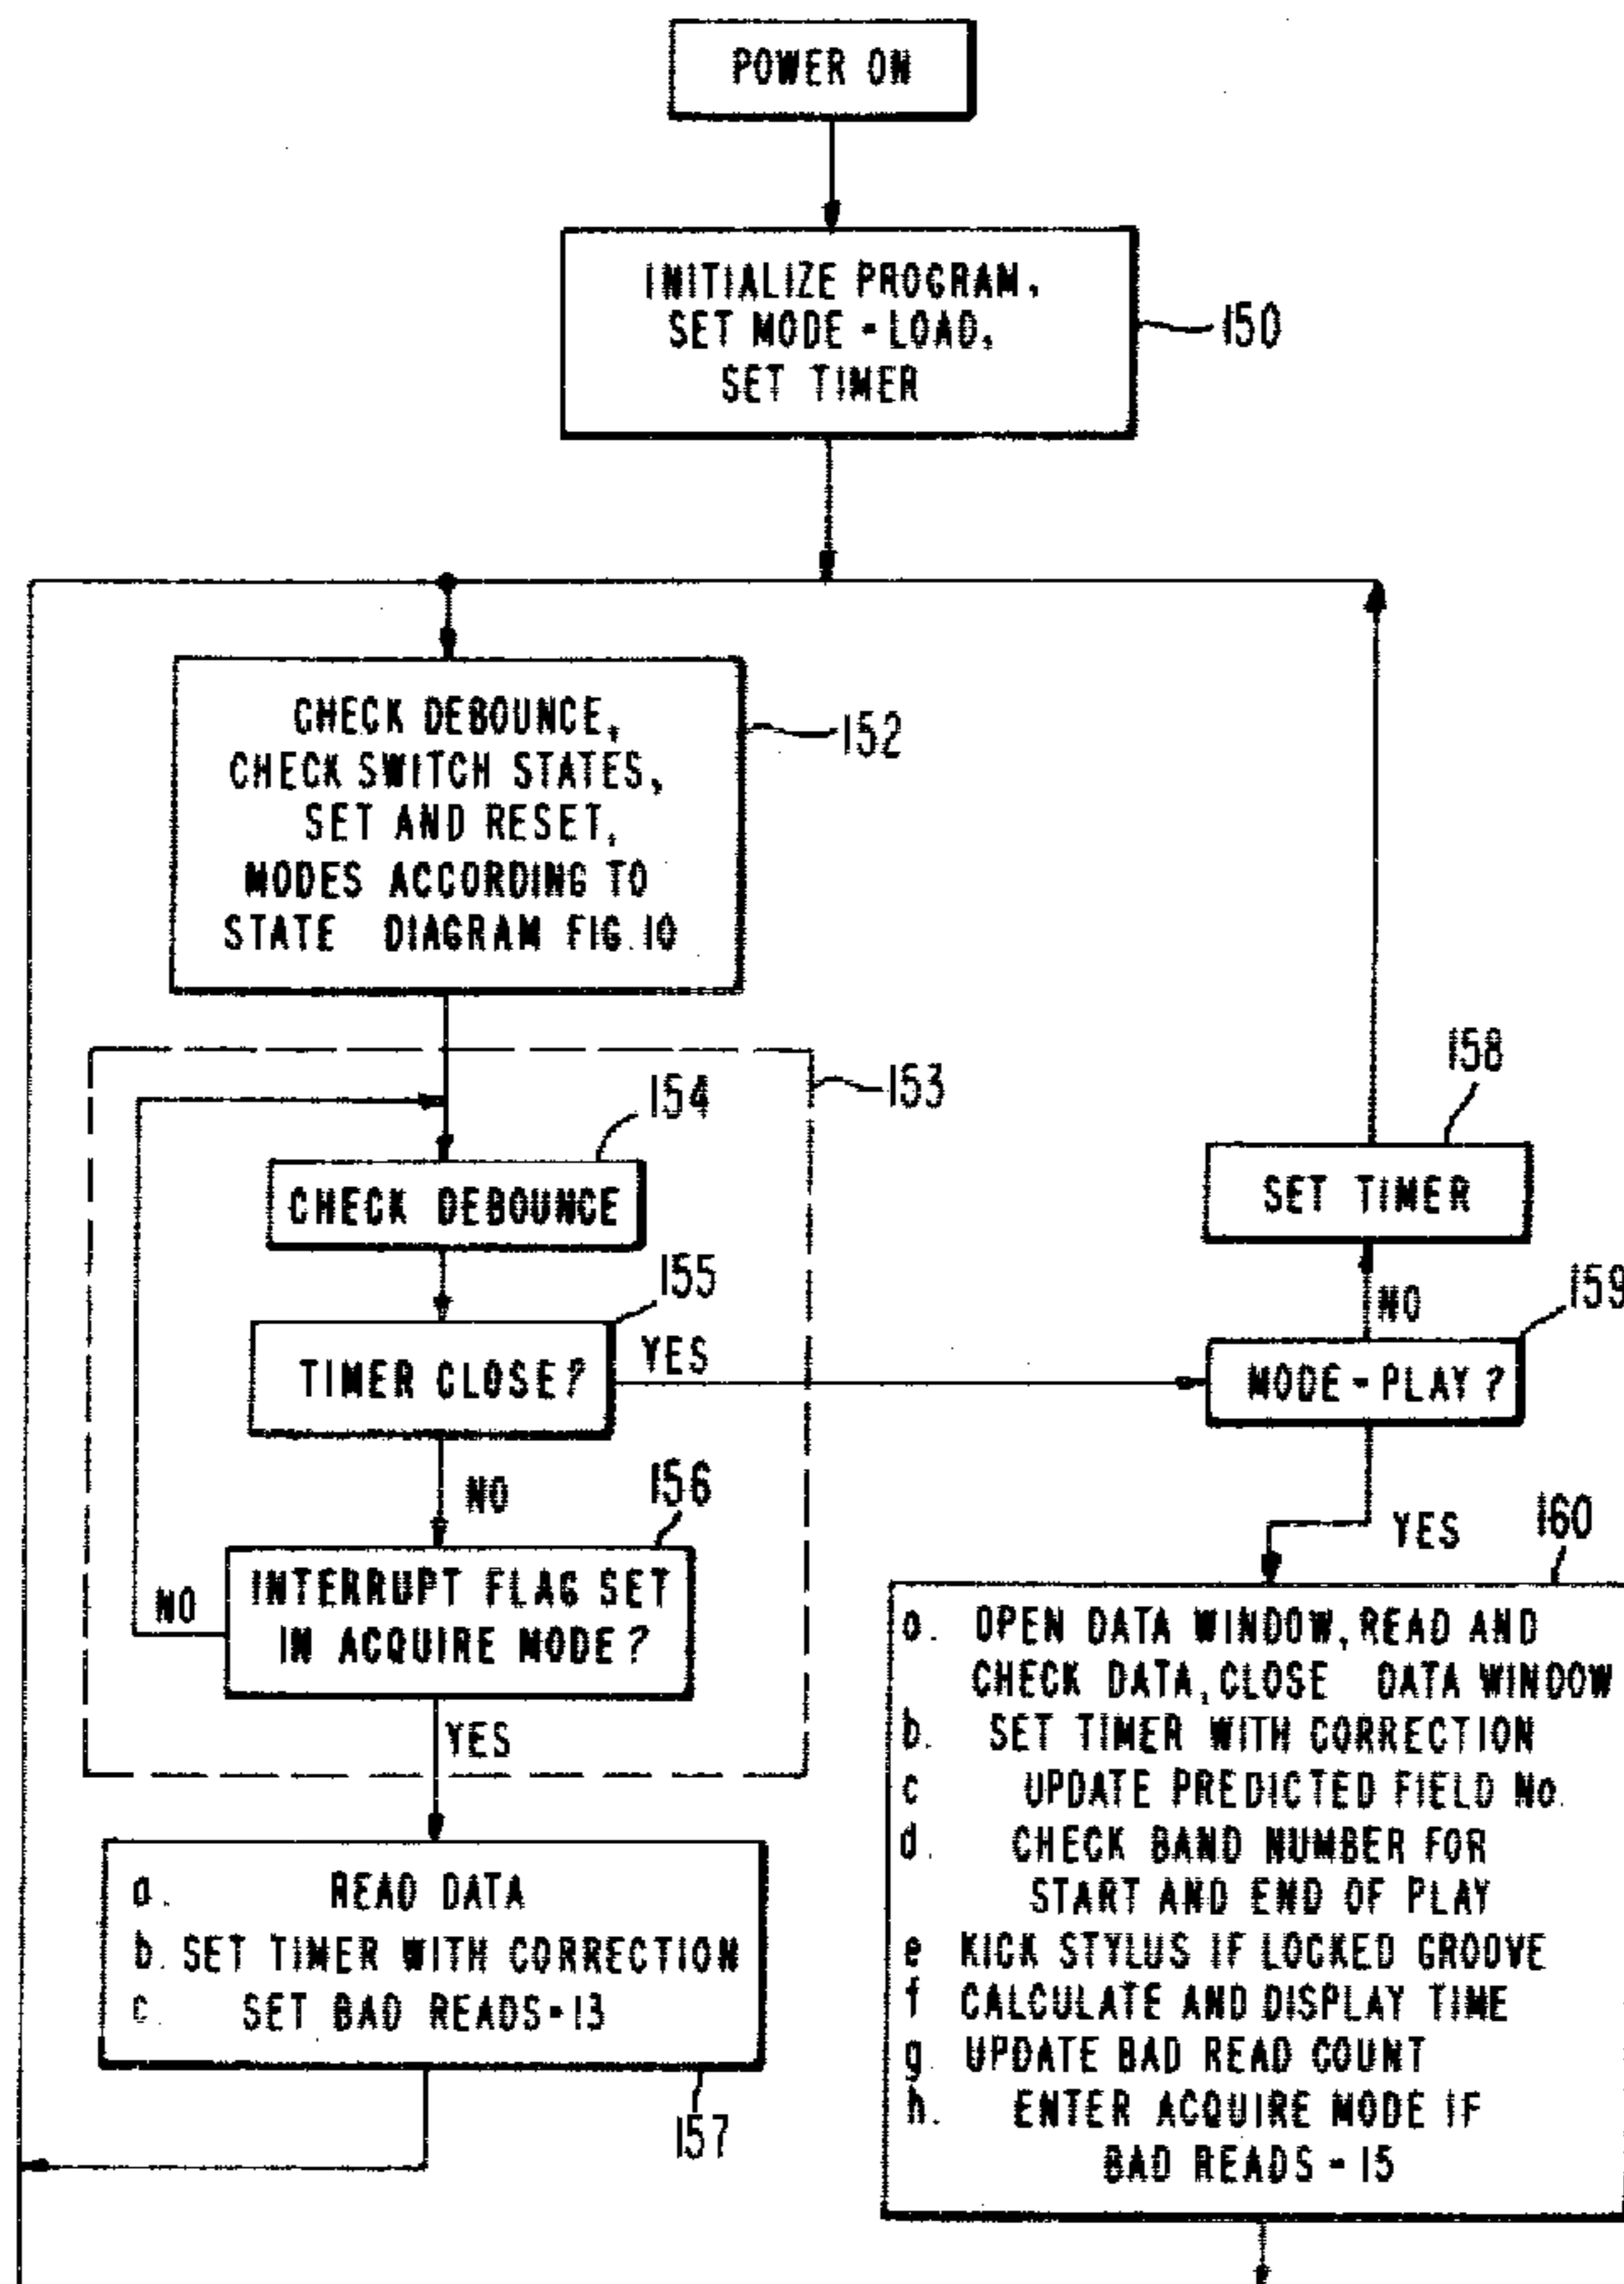 POWER ON
INITIALIZE PROGRAM,
SET MODE - LOAD,
SET TIMER
150
CHECK DEBOUNCE,
CHECK SWITCH STATES,
SET AND RESET,
MODES ACCORDING TO
STATE DIAGRAM FIG. 10
152
153
154
CHECK DEBOUNCE
155
TIMER CLOSE?
YES
NO
156
INTERRUPT FLAG SET
IN ACQUIRE MODE?
NO
YES
a. READ DATA
b. SET TIMER WITH CORRECTION
c. SET BAD READS-13
157
158
SET TIMER
NO
159
MODE - PLAY?
YES
160
a. OPEN DATA WINDOW, READ AND
CHECK DATA, CLOSE DATA WINDOW
b. SET TIMER WITH CORRECTION
c UPDATE PREDICTED FIELD No.
d. CHECK BAND NUMBER FOR
START AND END OF PLAY
e KICK STYLUS IF LOCKED GROOVE
f CALCULATE AND DISPLAY TIME
g. UPDATE BAD READ COUNT
h. ENTER ACQUIRE MODE IF
BAD READS - 15